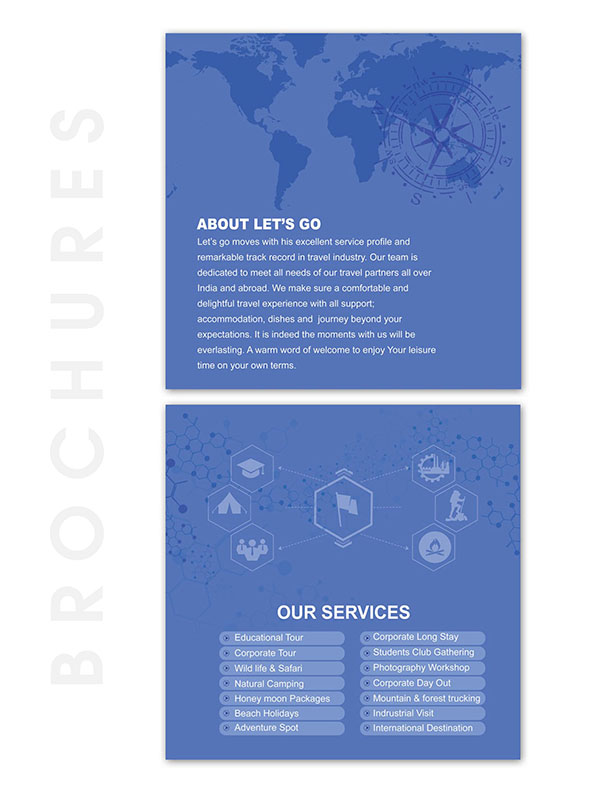 BROCHURES
ABOUT LET'S GO
Let's go moves with his excellent service profile and
remarkable track record in travel industry. Our team is
dedicated to meet all needs of our travel partners all over
India and abroad. We make sure a comfortable and
delightful travel experience with all support;
accommodation, dishes and journey beyond your
expectations. It is indeed the moments with us will be
everlasting. A warm word of welcome to enjoy Your leisure
time on your own terms.
E
S
OUR SERVICES
Educational Tour
Corporate Tour
Wild life & Safari
Natural Camping
Honey moon Packages
Beach Holidays
Adventure Spot
Corporate Long Stay
Students Club Gathering
Photography Workshop
Corporate Day Out
Mountain & forest trucking
Indrustrial Visit
International Destination